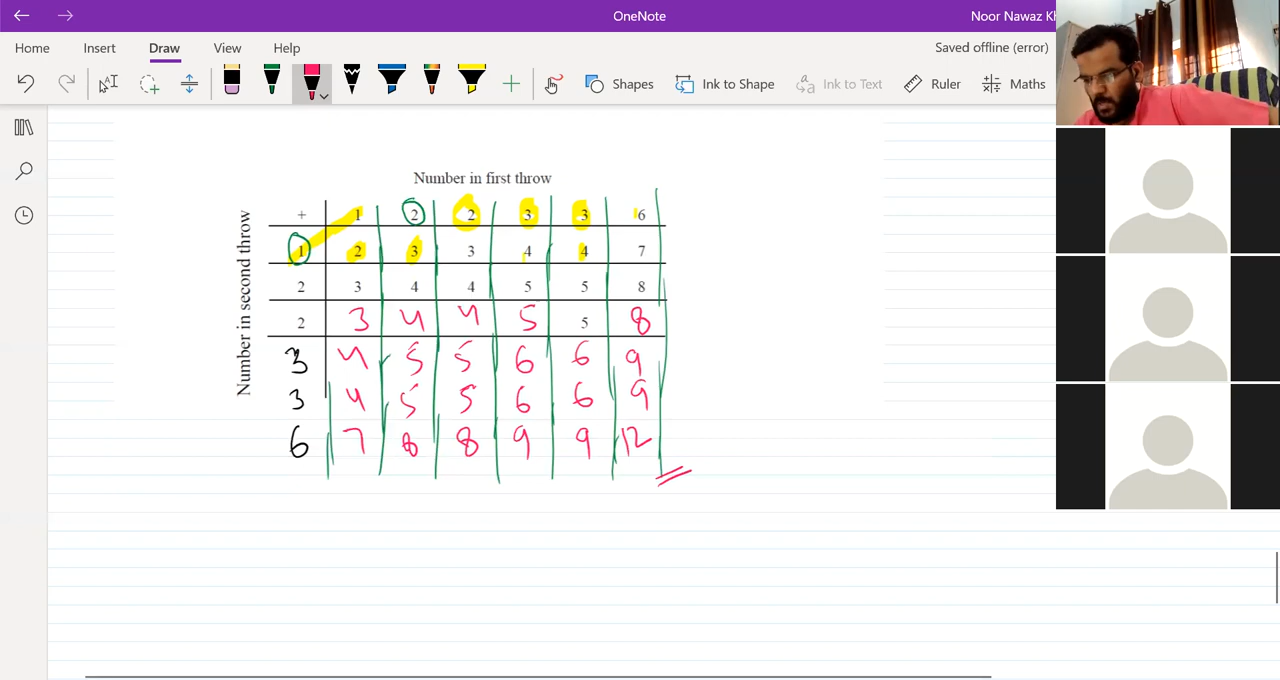 OneNote
Noor Nawaz Kh
Home Insert Draw View Help
Saved offline (error)
Shapes Ink to Shape Ink to Text Ruler Maths
Number in first throw
Number in second throw
+ 1 2 2 3 3 6
1 2 3 3 4 4 7
2 3 4 4 5 5 8
2 3 4 4 5 5 8
3 4 5 5 6 6 9
3 4 5 5 6 6 9
6 7 8 8 9 9 12